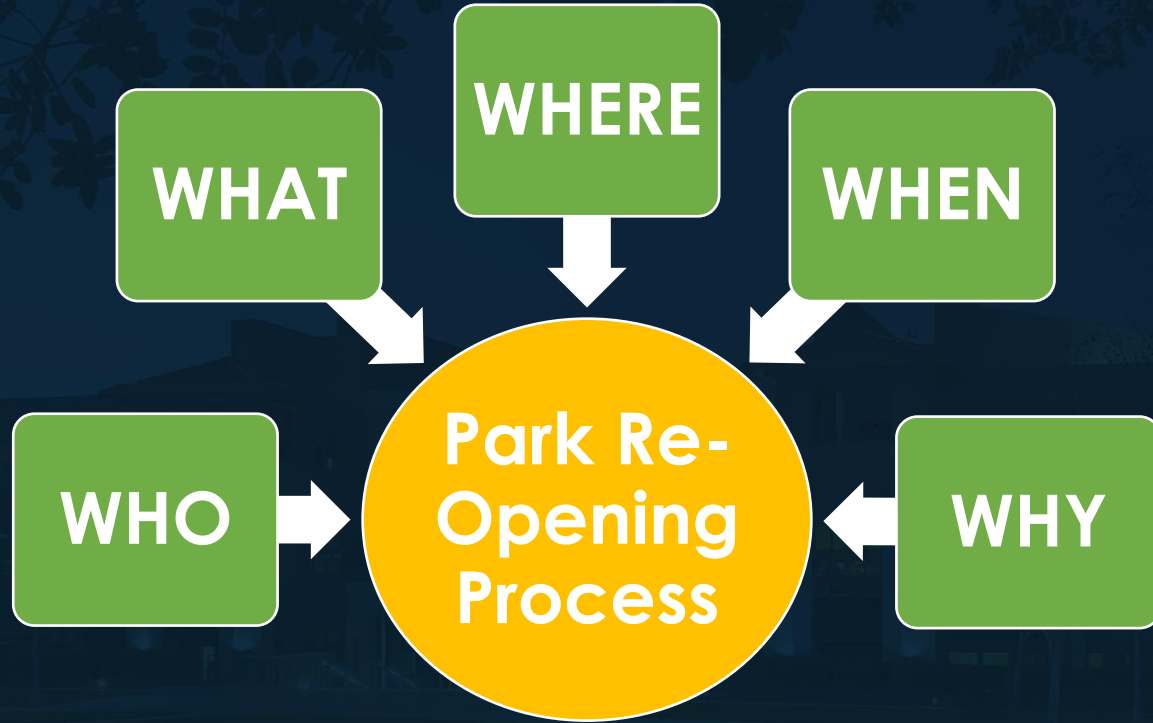 WHERE
WHAT
WHEN
WHO
Park Re-
Opening
Process
WHY